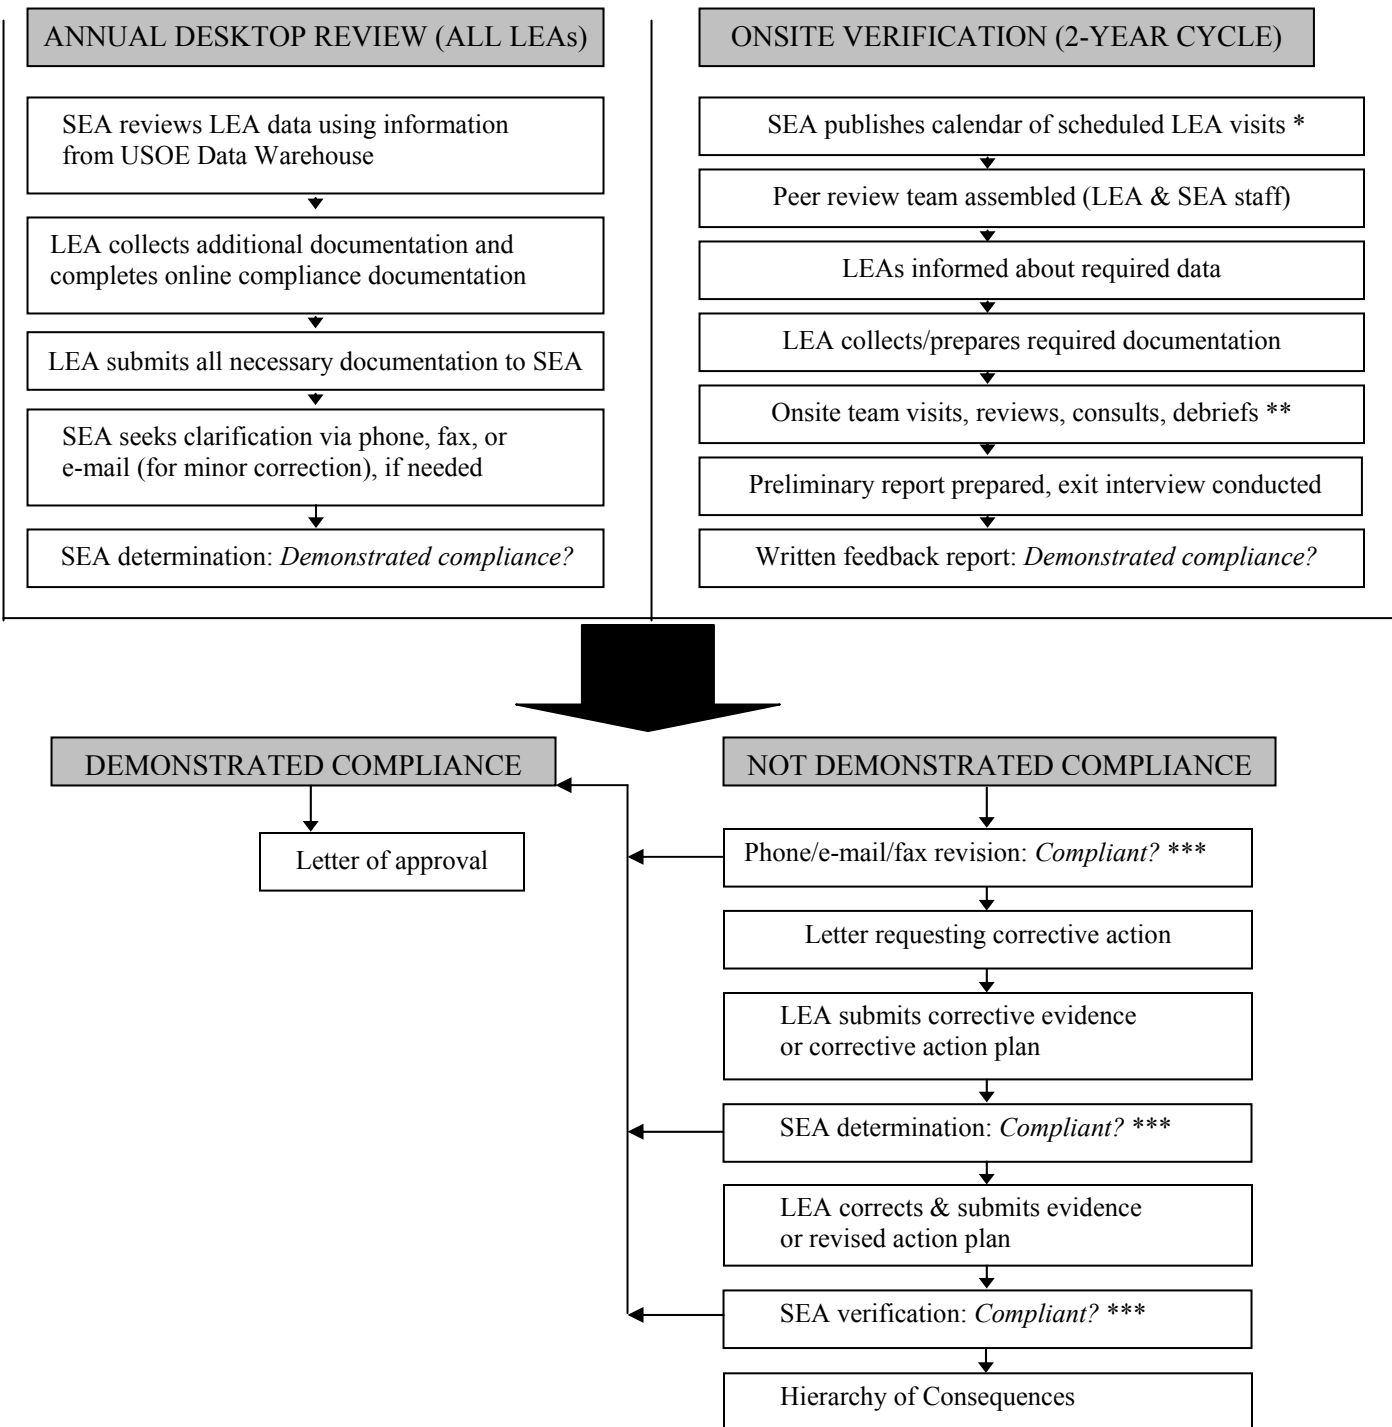 ANNUAL DESKTOP REVIEW (ALL LEAs)
SEA reviews LEA data using information
from USOE Data Warehouse
LEA collects additional documentation and
completes online compliance documentation
LEA submits all necessary documentation to SEA
SEA seeks clarification via phone, fax, or
e-mail (for minor correction), if needed
SEA determination: Demonstrated compliance?
ONSITE VERIFICATION (2-YEAR CYCLE)
SEA publishes calendar of scheduled LEA visits *
Peer review team assembled (LEA & SEA staff)
LEAs informed about required data
LEA collects/prepares required documentation
Onsite team visits, reviews, consults, debriefs **
Preliminary report prepared, exit interview conducted
Written feedback report: Demonstrated compliance?
DEMONSTRATED COMPLIANCE
Letter of approval
NOT DEMONSTRATED COMPLIANCE
Phone/e-mail/fax revision: Compliant? ***
Letter requesting corrective action
LEA submits corrective evidence
or corrective action plan
SEA determination: Compliant? ***
LEA corrects & submits evidence
or revised action plan
SEA verification: Compliant? ***
Hierarchy of Consequences